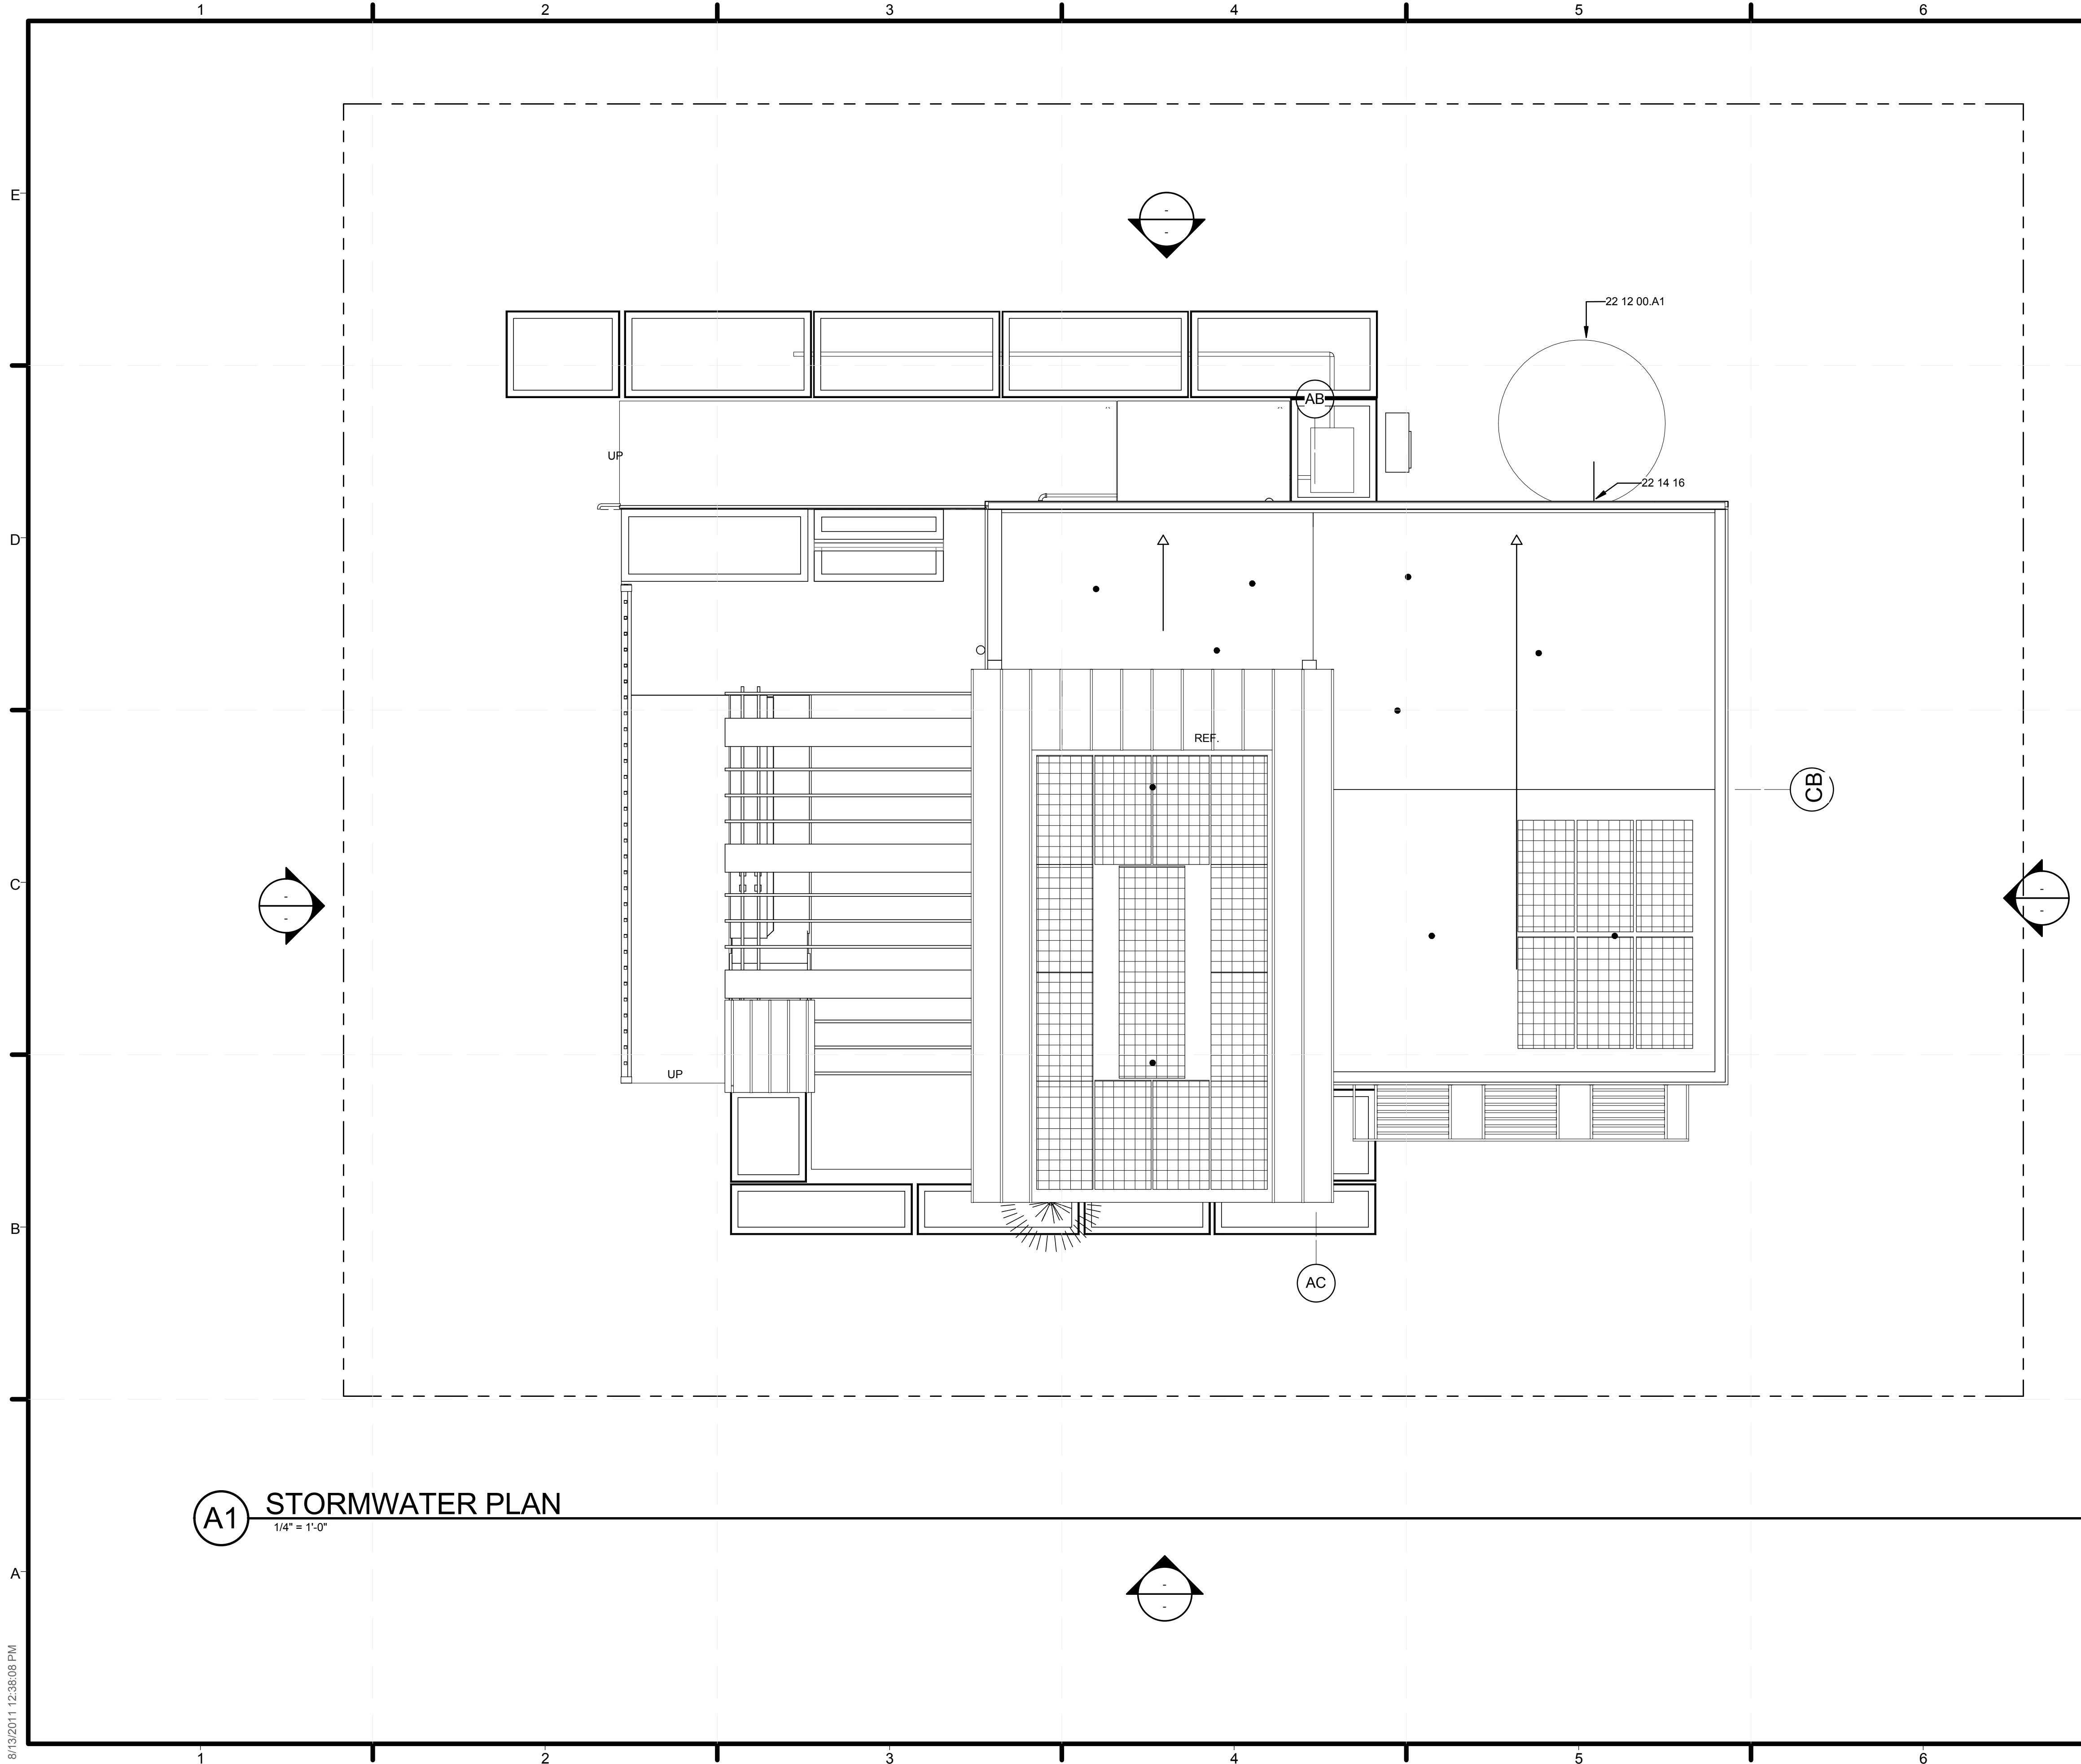 1 2 3 4 5 6
E
-
-
22 12 00.A1
AB
UP
22 14 16
D
REF.
CB
C
-
-
-
-
UP
B
AC
A1 STORMWATER PLAN
1/4" = 1'-0"
A
-
-
8/13/2011 12:38:08 PM
1 2 3 4 5 6